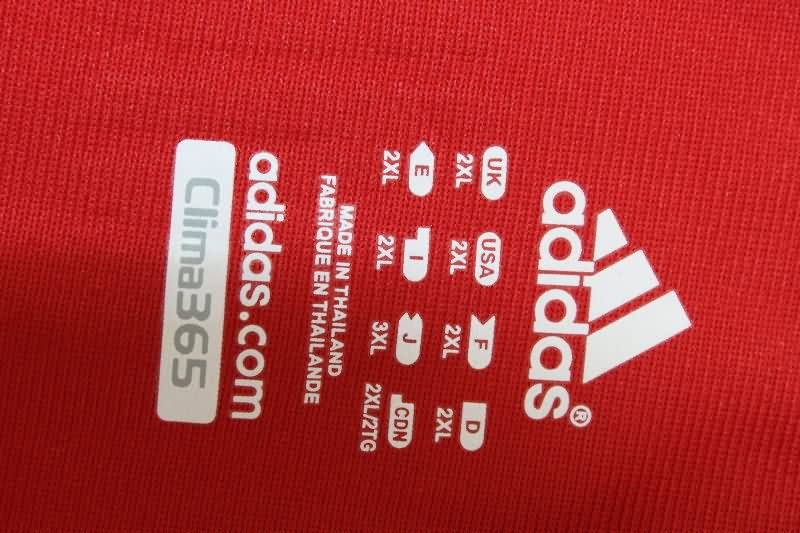 adidas®
UK USA F D
2XL 2XL 2XL 2XL
E I J CDN
2XL 2XL 3XL 2XL/2TG
MADE IN THAILAND
FABRIQUE EN THAILANDE
adidas.com
Clima365